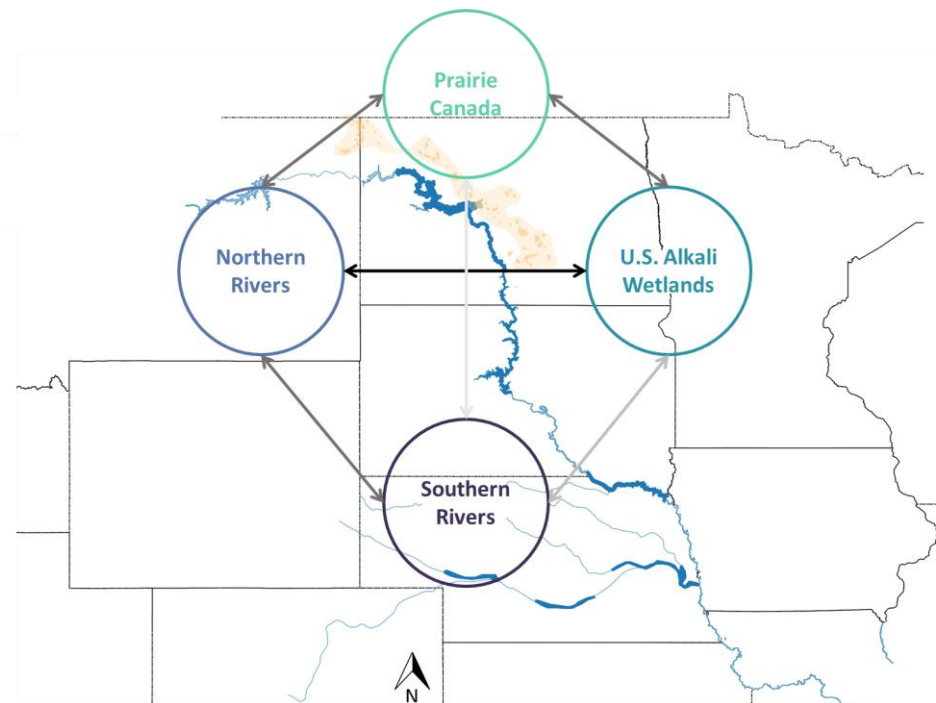 Prairie
Canada
Northern
Rivers
U.S. Alkali
Wetlands
Southern
Rivers
N